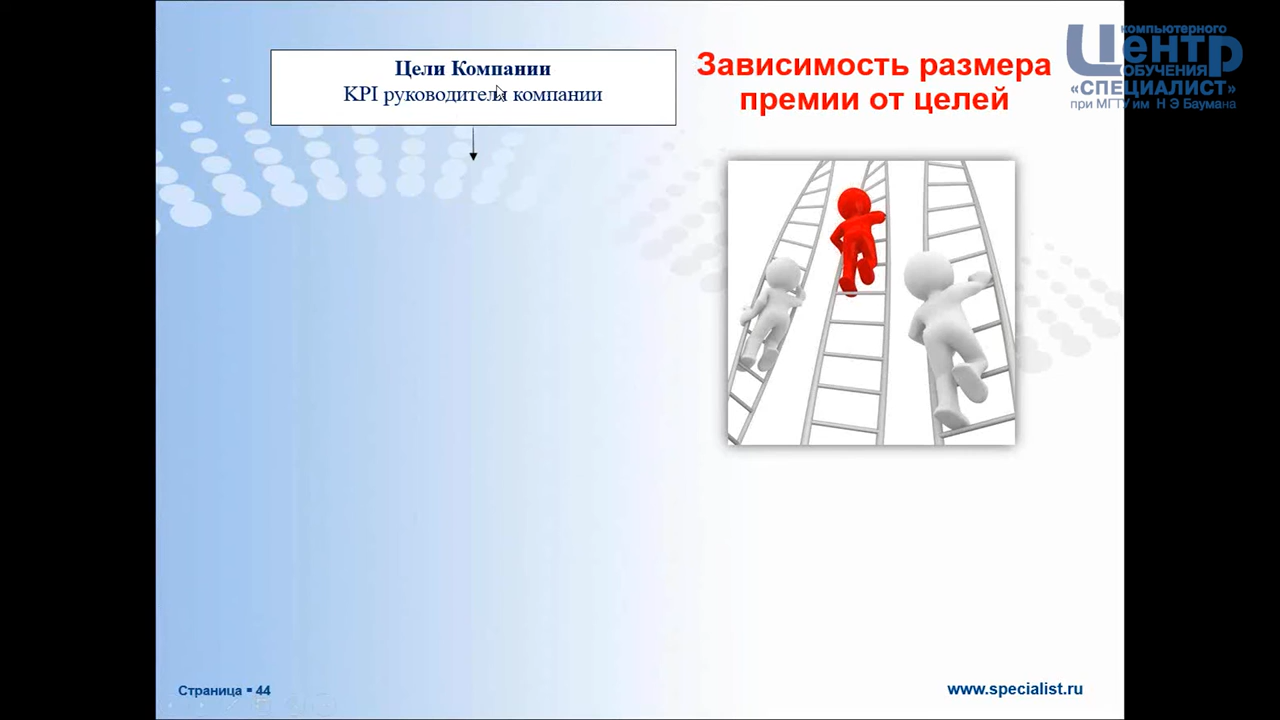 Цели Компании
KPI руководителя компании
Зависимость размера
премии от целей
компьютерного
Центр
ОБУЧЕНИЯ
«СПЕЦИАЛИСТ»
при МГТУ им Н Э Баумана
Страница ▪ 44
www.specialist.ru